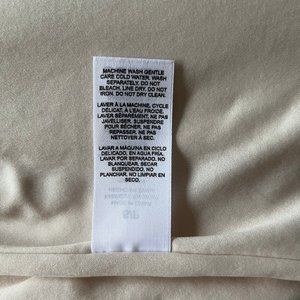 MACHINE WASH GENTLE
CARE COLD WATER. WASH
SEPARATELY. DO NOT
BLEACH. LINE DRY. DO NOT
IRON. DO NOT DRY CLEAN.
LAVER À LA MACHINE, CYCLE
DÉLICAT. À L'EAU FROIDE.
LAVER SÉPARÉMENT. NE PAS
JAVELLISER. SUSPENDRE
POUR SÉCHER. NE PAS
REPASSER. NE PAS
NETTOYER À SEC.
LAVAR A MÁQUINA EN CICLO
DELICADO, EN AGUA FRÍA.
LAVAR POR SEPARADO. NO
BLANQUEAR. SECAR
SUSPENDIDO. NO
PLANCHAR. NO LIMPIAR EN
SECO.